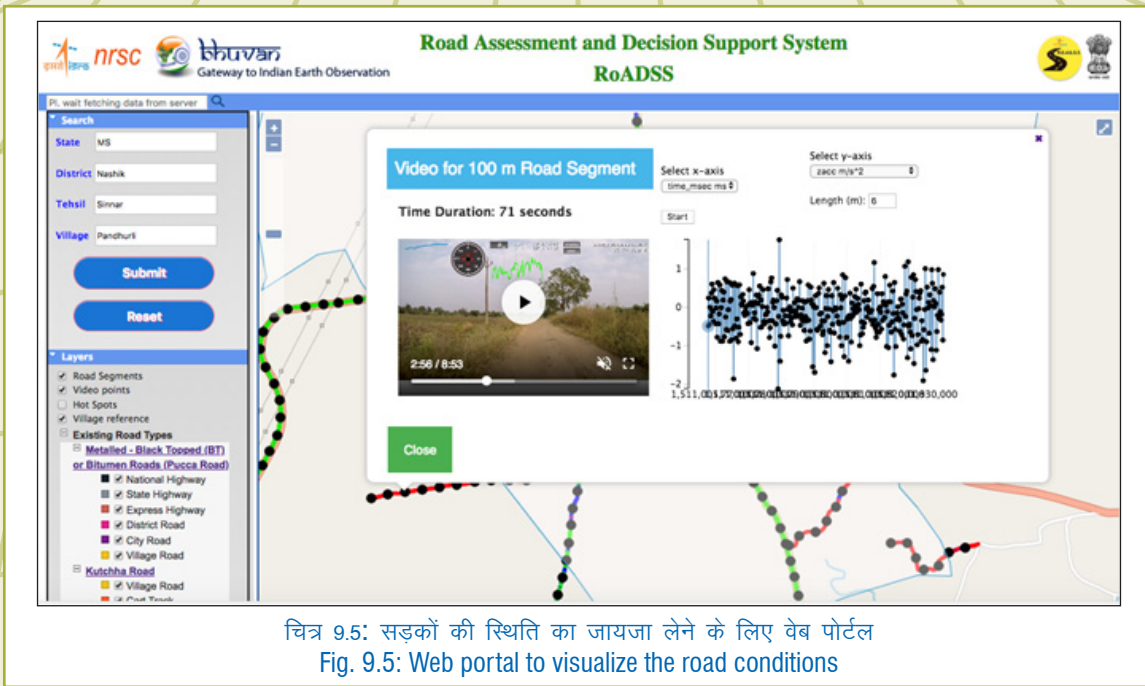 इसरो isro nrsc
bhuvan
Gateway to Indian Earth Observation
Road Assessment and Decision Support System
RoADSS
Pl. wait fetching data from server
Search
State MS
District Nashik
Tehsil Sinnar
Village Pandhurli
Submit
Reset
Layers
Road Segments
Video points
Hot Spots
Village reference
Existing Road Types
Metalled - Black Topped (BT)
or Bitumen Roads (Pucca Road)
National Highway
State Highway
Express Highway
District Road
City Road
Village Road
Kutchha Road
Village Road
Cart Track
Video for 100 m Road Segment
Time Duration: 71 seconds
2:56 / 8:53
Close
Select x-axis
time_msec ms
Start
Select y-axis
zacc m/s^2
Length (m): 6
1
0
-1
-2
चित्र 9.5: सड़कों की स्थिति का जायजा लेने के लिए वेब पोर्टल
Fig. 9.5: Web portal to visualize the road conditions